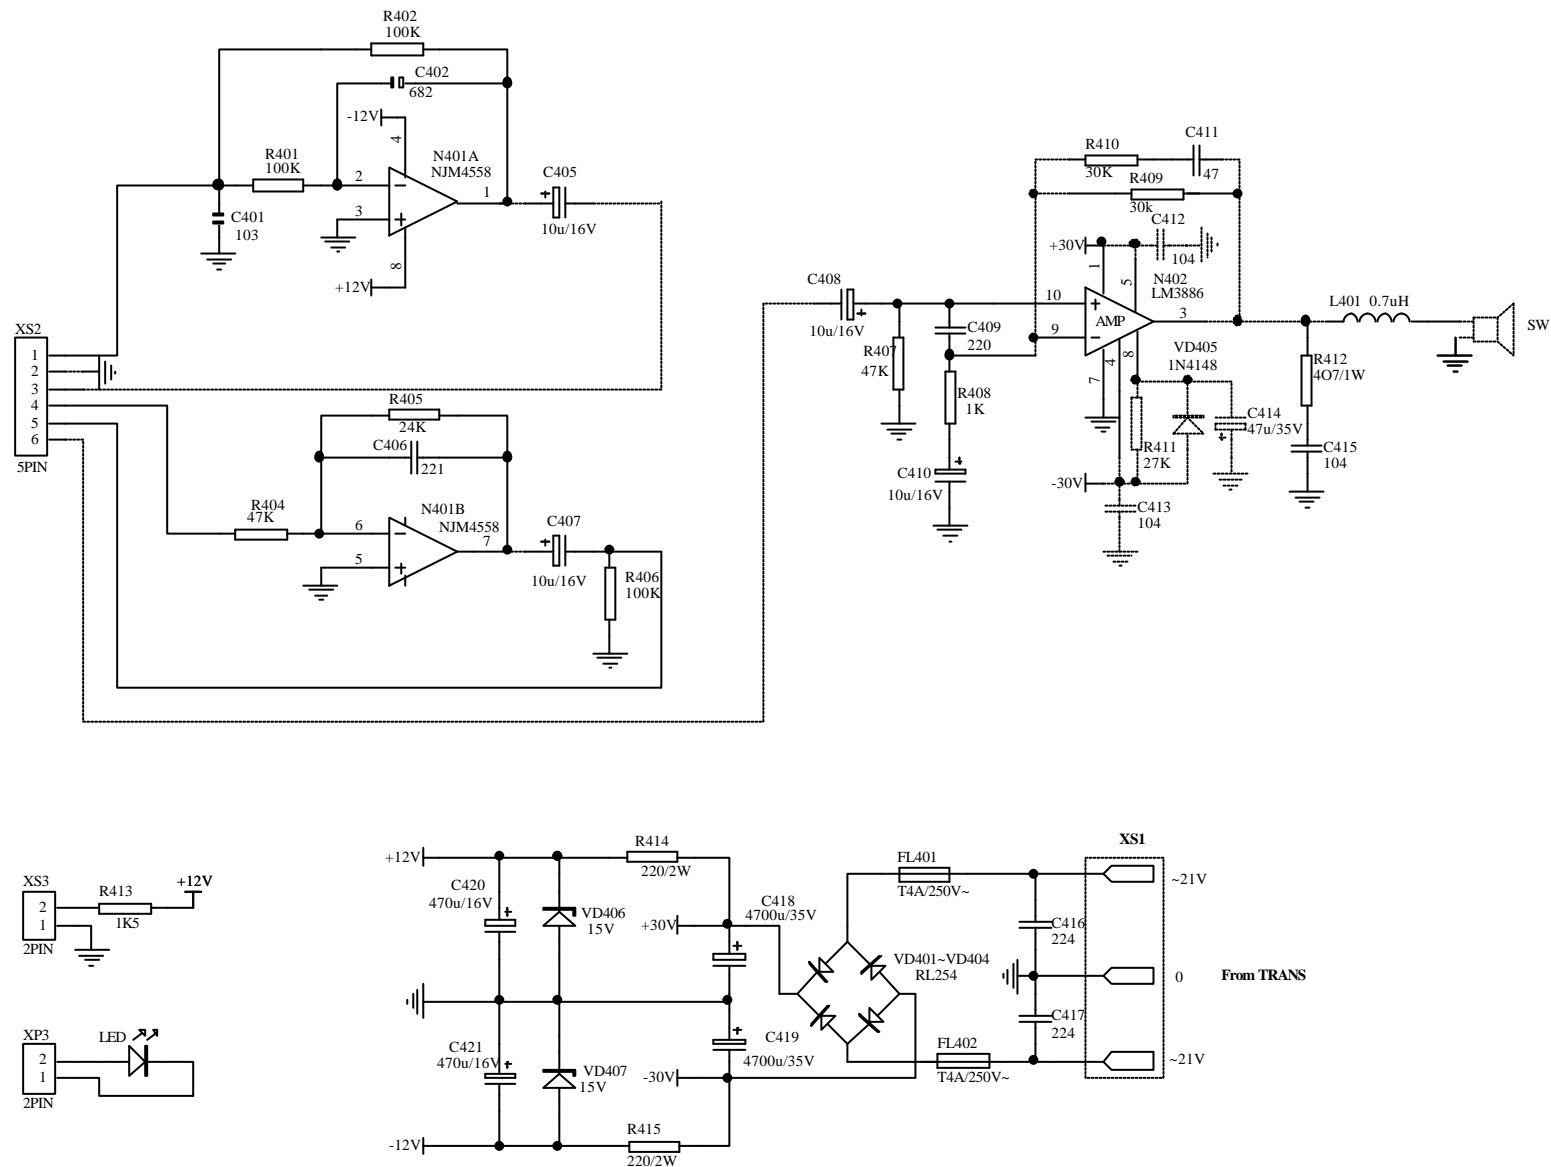 R402
100K
C402
682
-12V
4
R401
100K
N401A
NJM4558
2
1
3
C401
103
8
+12V
C405
10u/16V
XS2
1
2
3
4
5
6
5PIN
R405
24K
C406
221
R404
47K
N401B
NJM4558
6
7
5
C407
10u/16V
R406
100K
C411
47
R410
30K
R409
30k
C412
104
+30V
1
5
N402
LM3886
C408
10u/16V
10
9
AMP
3
C409
220
R407
47K
R408
1K
C410
10u/16V
7
4
8
VD405
1N4148
R411
27K
C414
47u/35V
-30V
C413
104
L401 0.7uH
SW
R412
4O7/1W
C415
104
XS3
2
1
2PIN
R413
1K5
+12V
XP3
2
1
2PIN
LED
+12V
R414
220/2W
C420
470u/16V
VD406
15V
+30V
C418
4700u/35V
C421
470u/16V
VD407
15V
-30V
C419
4700u/35V
-12V
R415
220/2W
VD401~VD404
RL254
FL401
T4A/250V~
FL402
T4A/250V~
C416
224
C417
224
XS1
~21V
0
~21V
From TRANS